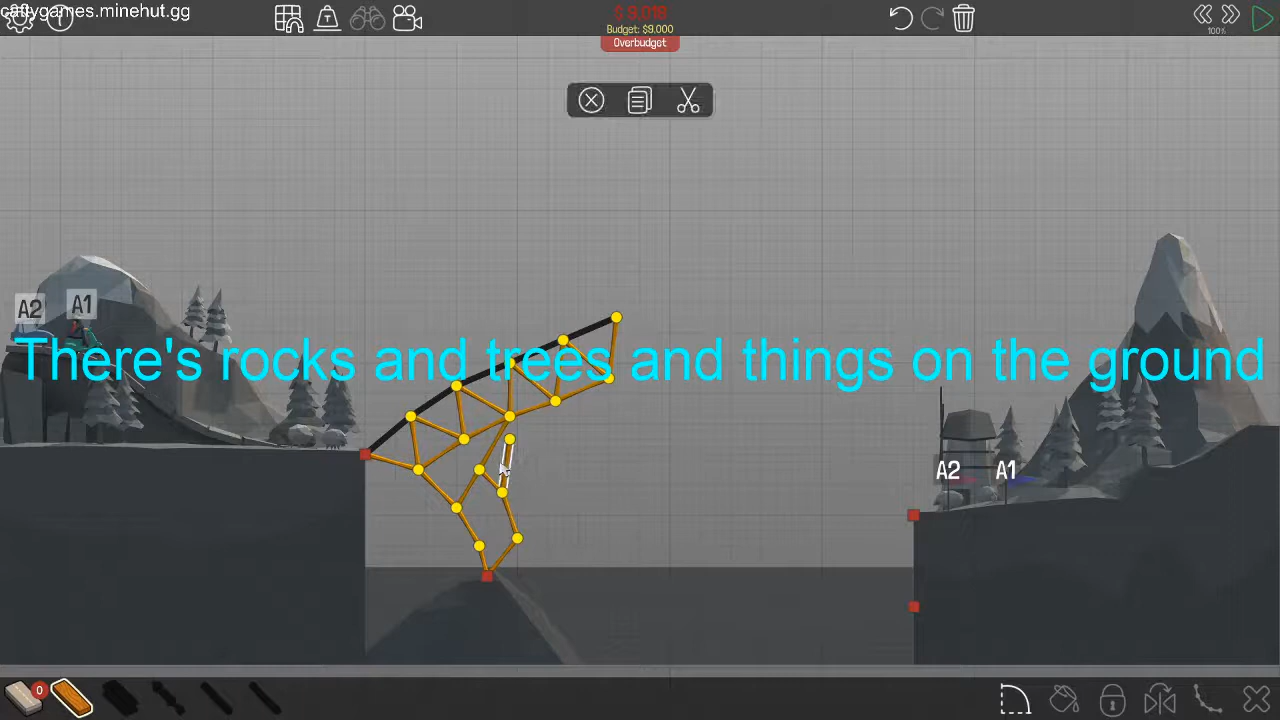 caftygames.minehut.gg
$ 9,018
Budget: $9,000
Overbudget
100%
A2 A1
There's rocks and trees and things on the ground
A2 A1
0